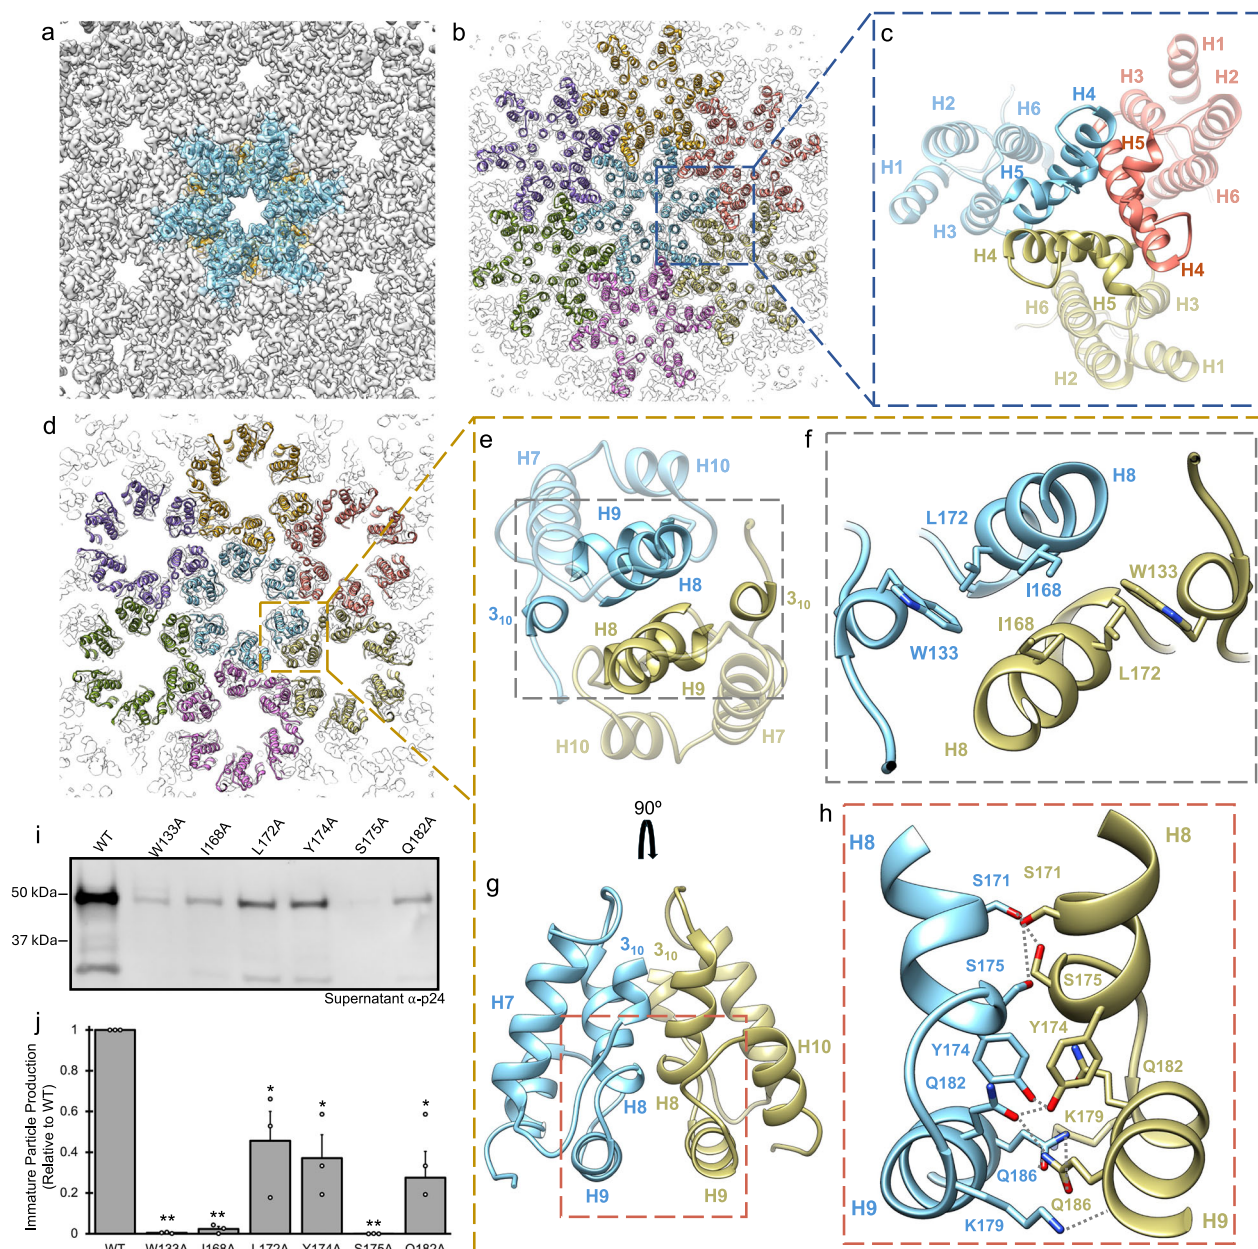 a
b
c
H1
H3
H2
H4
H2
H6
H5
H1
H5
H6
H3
H4
H4
H6
H5
H3
H2
H1
d
e
H7
H10
H9
H8
3₁₀
3₁₀
H8
H9
H10
H7
f
H8
L172
W133
I168
I168
W133
L172
H8
90º
g
3₁₀
3₁₀
H7
H10
H8
H8
H9
H9
h
H8
H8
S171
S171
S175
S175
Y174
Y174
Q182
Q182
K179
Q186
Q186
K179
H9
H9
i
WT
W133A
I168A
L172A
Y174A
S175A
Q182A
50 kDa
37 kDa
Supernatant α-p24
j
Immature Particle Production
(Relative to WT)
1
0.8
0.6
0.4
0.2
0
**
**
*
*
**
*
WT
W133A
I168A
L172A
Y174A
S175A
Q182A